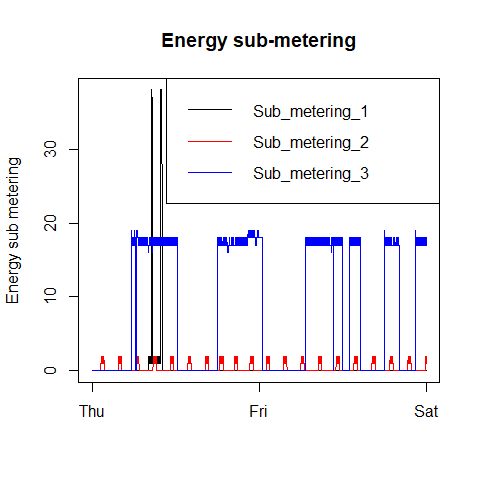 Energy sub-metering
Sub_metering_1
Sub_metering_2
Sub_metering_3
Energy sub metering
30
20
10
0
Thu
Fri
Sat